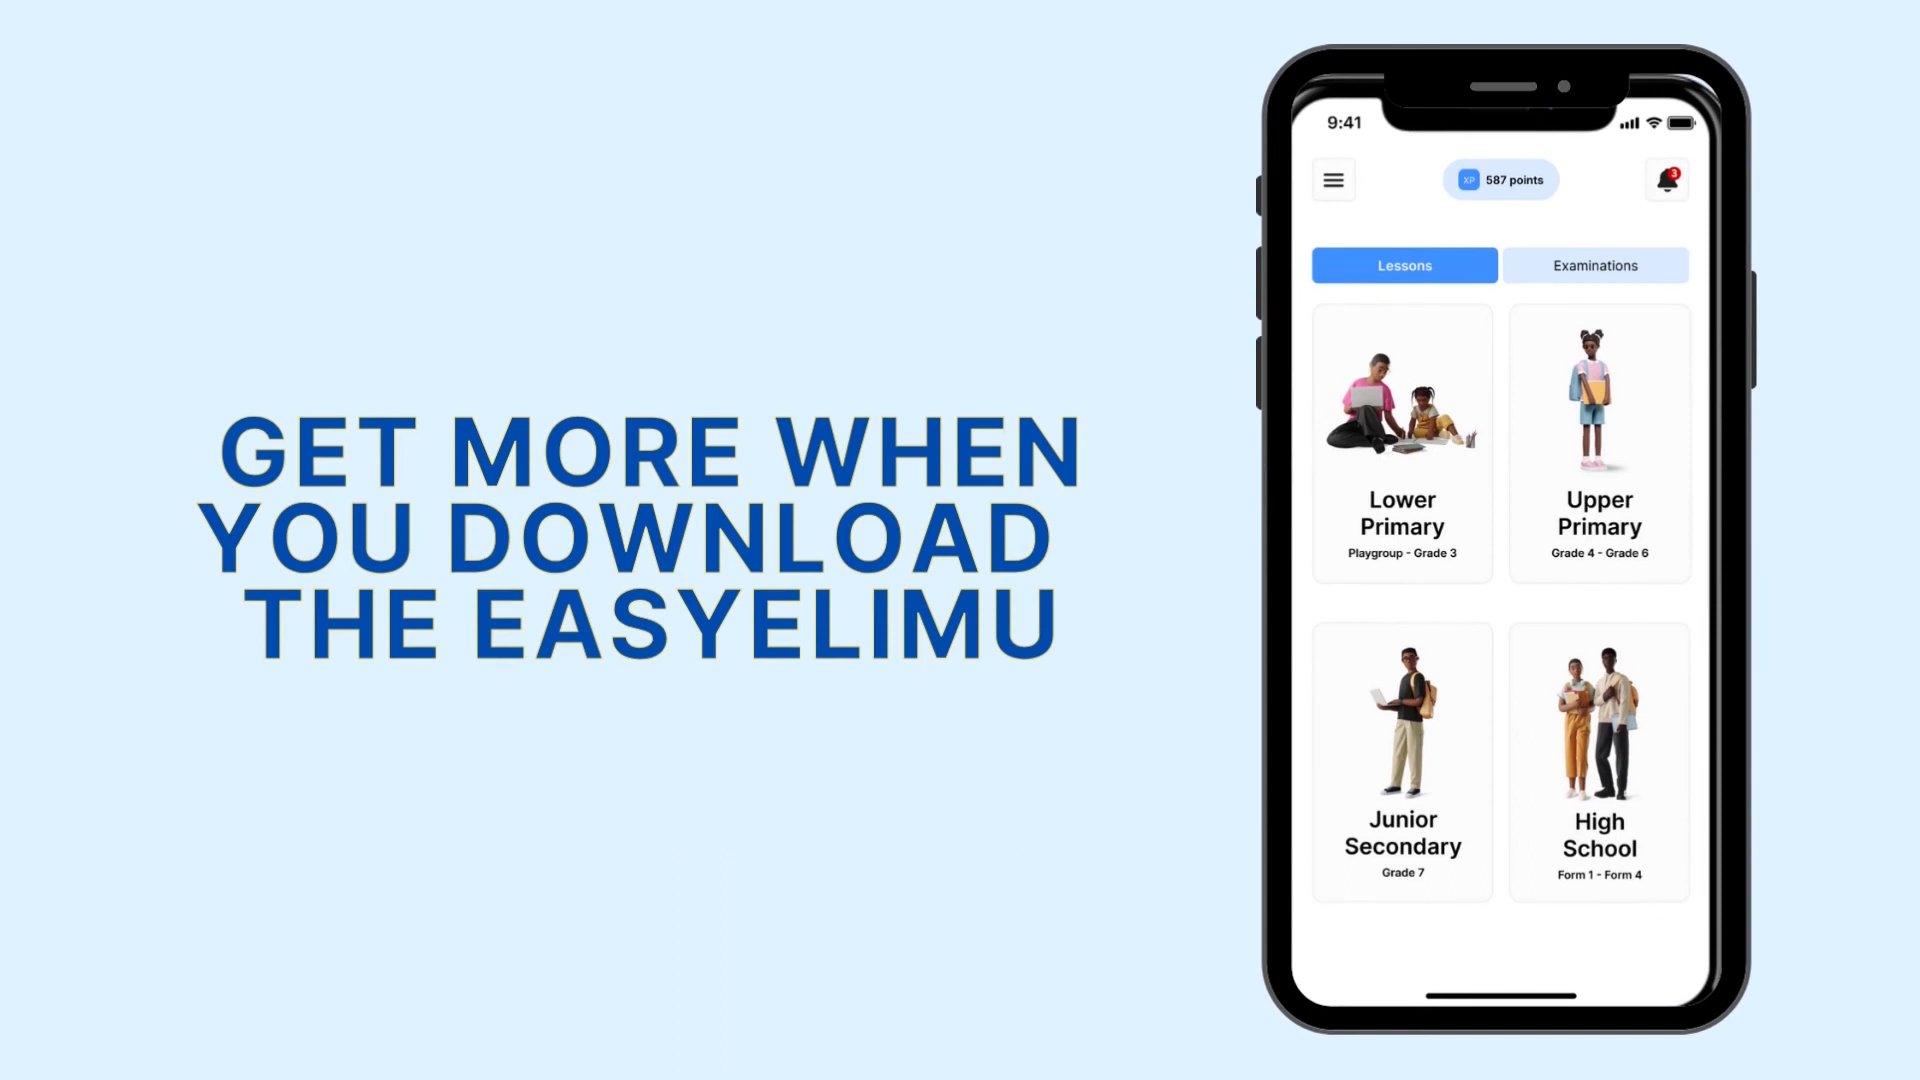 GET MORE WHEN
YOU DOWNLOAD
THE EASYELIMU
9:41
XP 587 points
3
Lessons
Examinations
Lower
Primary
Playgroup - Grade 3
Upper
Primary
Grade 4 - Grade 6
Junior
Secondary
Grade 7
High
School
Form 1 - Form 4